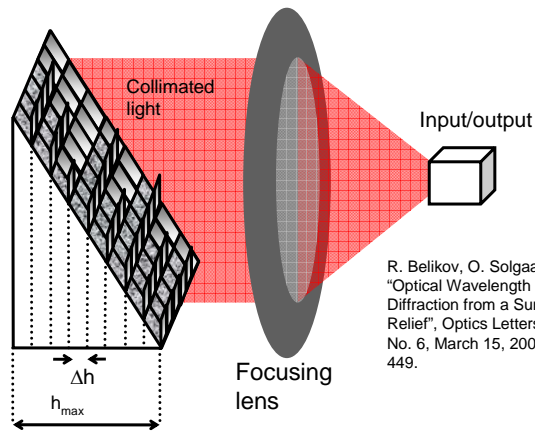 Collimated
light
Input/output
R. Belikov, O. Solgaa
"Optical Wavelength
Diffraction from a Sur
Relief", Optics Letters
No. 6, March 15, 200
449.
Δh
h_max
Focusing
lens